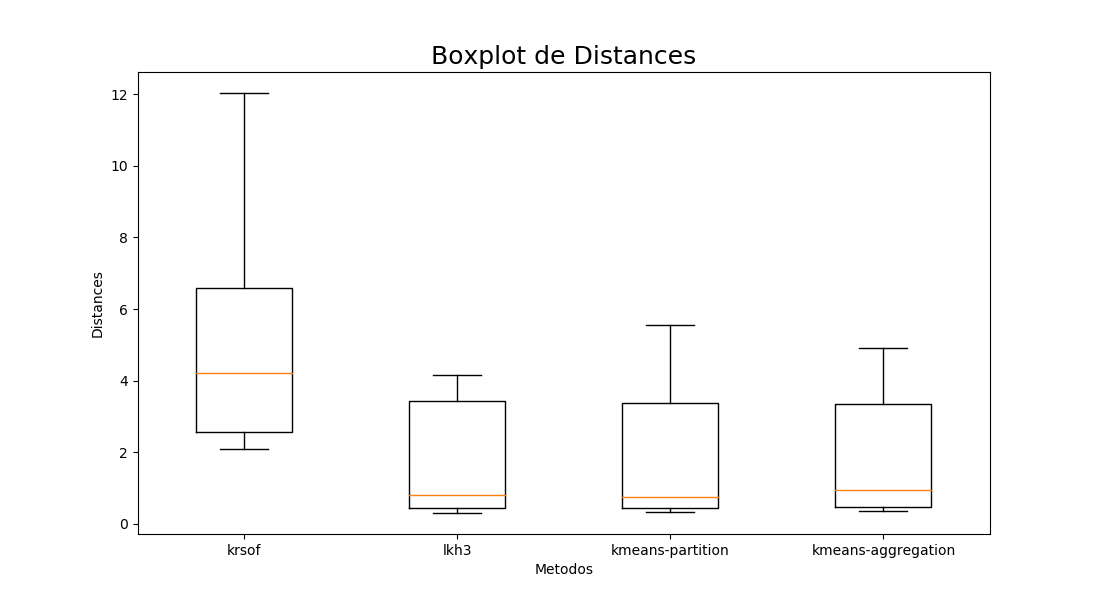 Boxplot de Distances
12
10
8
6
4
2
0
Distances
krsof lkh3 kmeans-partition kmeans-aggregation
Metodos